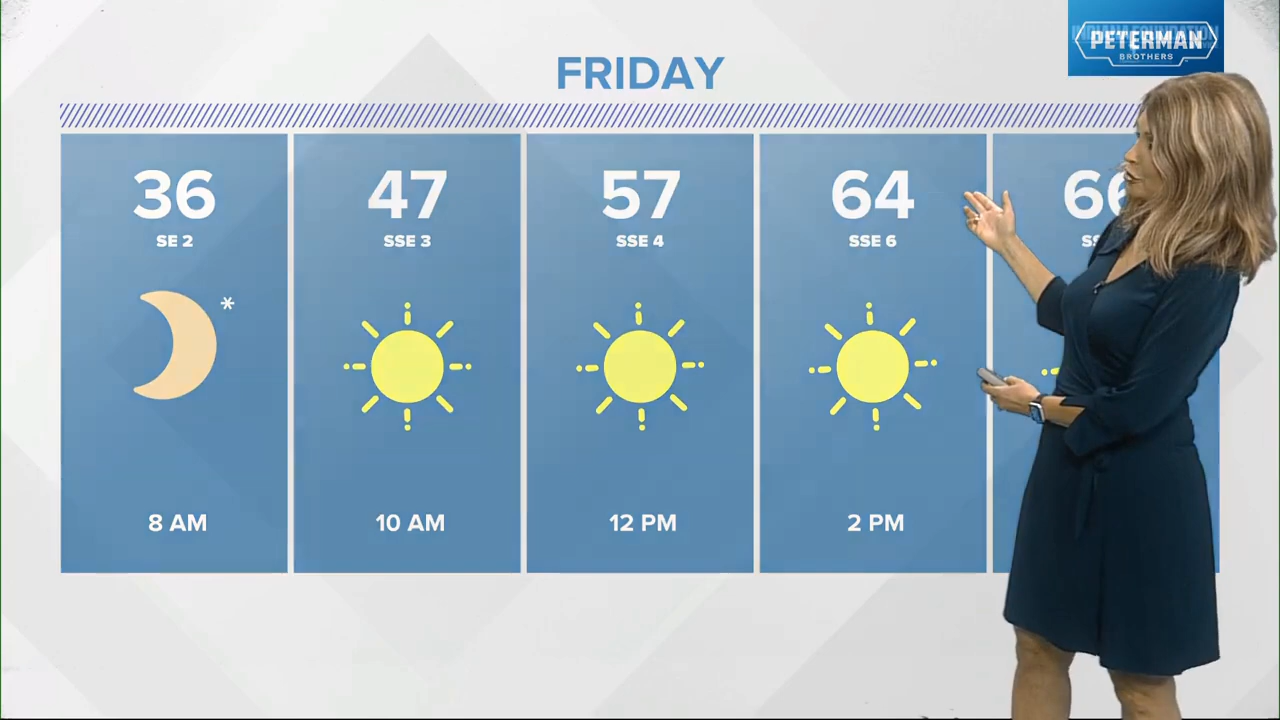 FRIDAY
PETERMAN
BROTHERS
36
47
57
64
66
SE 2
SSE 3
SSE 4
SSE 6
8 AM
10 AM
12 PM
2 PM